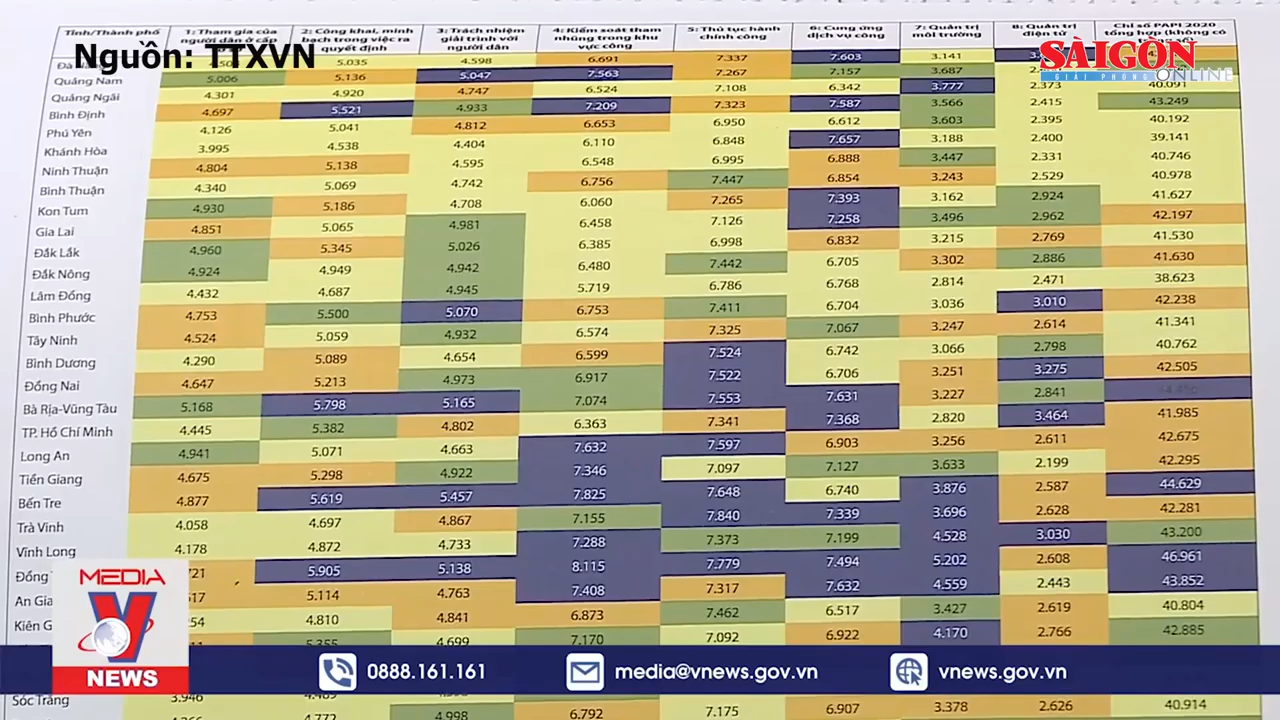 Nguồn: TTXVN
SÀI GÒN
GIẢI PHÓNG ONLINE
Tỉnh/Thành phố 1: Tham gia của người dân ở cấp 2: Công khai, minh bạch trong việc ra quyết định 3: Trách nhiệm giải trình với người dân 4: Kiểm soát tham nhũng trong khu vực công 5: Thủ tục hành chính công 6: Cung ứng dịch vụ công 7: Quản trị môi trường 8: Quản trị điện tử Chỉ số PAPI 2020 tổng hợp (không có
5.035 4.598 6.691 7.337 7.603 3.141
Quảng Nam 5.006 5.136 5.047 7.563 7.267 7.157 3.687
Quảng Ngãi 4.301 4.920 4.747 6.524 7.108 6.342 3.777 2.373 40.091
Bình Định 4.697 5.521 4.933 7.209 7.323 7.587 3.566 2.415 43.249
Phú Yên 4.126 5.041 4.812 6.653 6.950 6.612 3.603 2.395 40.192
Khánh Hòa 3.995 4.538 4.404 6.110 6.848 7.657 3.188 2.400 39.141
Ninh Thuận 4.804 5.138 4.595 6.548 6.995 6.888 3.447 2.331 40.746
Bình Thuận 4.340 5.069 4.742 6.756 7.447 6.854 3.243 2.529 40.978
Kon Tum 4.930 5.186 4.708 6.060 7.265 7.393 3.162 2.924 41.627
Gia Lai 4.851 5.065 4.981 6.458 7.126 7.258 3.496 2.962 42.197
Đắk Lắk 4.960 5.345 5.026 6.385 6.998 6.832 3.215 2.769 41.530
Đắk Nông 4.924 4.949 4.942 6.480 7.442 6.705 3.302 2.886 41.630
Lâm Đồng 4.432 4.687 4.945 5.719 6.786 6.768 2.814 2.471 38.623
Bình Phước 4.753 5.500 5.070 6.753 7.411 6.704 3.036 3.010 42.238
Tây Ninh 4.524 5.059 4.932 6.574 7.325 7.067 3.247 2.614 41.341
Bình Dương 4.290 5.089 4.654 6.599 7.524 6.742 3.066 2.798 40.762
Đồng Nai 4.647 5.213 4.973 6.917 7.522 6.706 3.251 3.275 42.505
Bà Rịa-Vũng Tàu 5.168 5.798 5.165 7.074 7.553 7.631 3.227 2.841
TP. Hồ Chí Minh 4.445 5.382 4.802 6.363 7.341 7.368 2.820 3.464 41.985
Long An 4.941 5.071 4.663 7.632 7.597 6.903 3.256 2.611 42.675
Tiền Giang 4.675 5.298 4.922 7.346 7.097 7.127 3.633 2.199 42.295
Bến Tre 4.877 5.619 5.457 7.825 7.648 6.740 3.876 2.587 44.629
Trà Vinh 4.058 4.697 4.867 7.155 7.840 7.339 3.696 2.628 42.281
Vĩnh Long 4.178 4.872 4.733 7.288 7.373 7.199 4.528 3.030 43.200
Đồng 721 5.905 5.138 8.115 7.779 7.494 5.202 2.608 46.961
An Gia 517 5.114 4.763 7.408 7.317 7.632 4.559 2.443 43.852
Kiên G 254 4.810 4.841 6.873 7.462 6.517 3.427 2.619 40.804
5.355 4.699 7.170 7.092 6.922 4.170 2.766 42.885
MEDIA
V
NEWS
0888.161.161 media@vnews.gov.vn vnews.gov.vn
Sóc Trăng 3.946
4.772 4.998 6.792 7.175 6.907 3.378 2.626 40.914